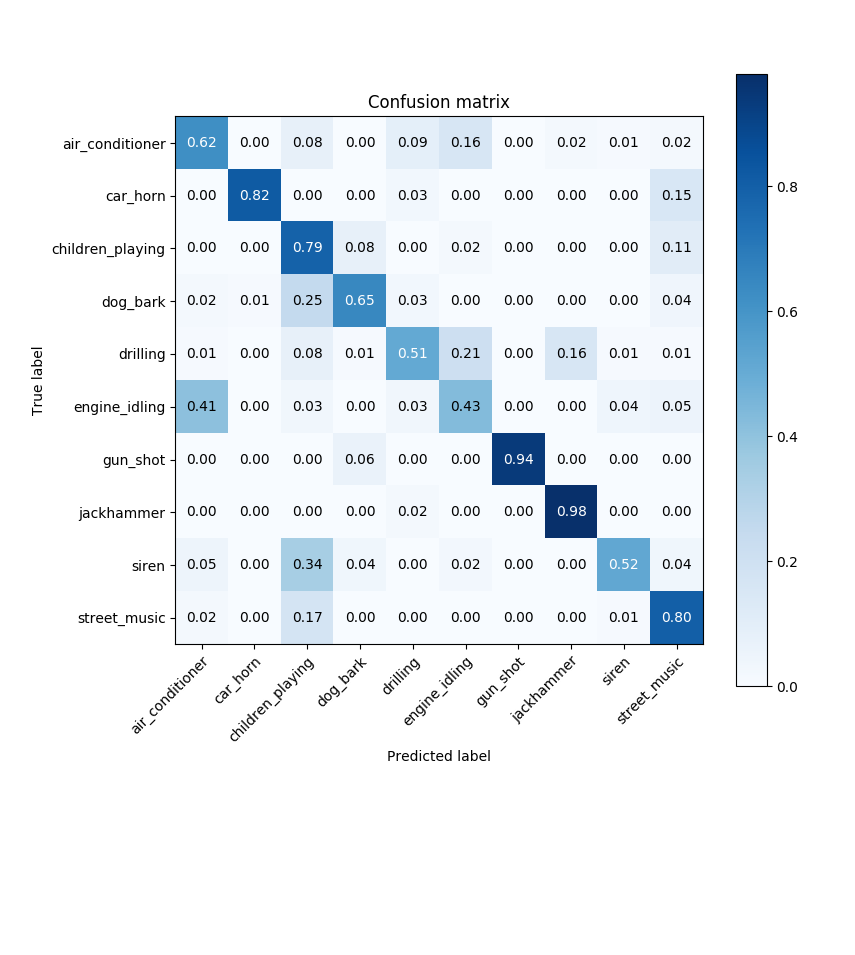 Confusion matrix
air_conditioner 0.62 0.00 0.08 0.00 0.09 0.16 0.00 0.02 0.01 0.02
car_horn 0.00 0.82 0.00 0.00 0.03 0.00 0.00 0.00 0.00 0.15
children_playing 0.00 0.00 0.79 0.08 0.00 0.02 0.00 0.00 0.00 0.11
dog_bark 0.02 0.01 0.25 0.65 0.03 0.00 0.00 0.00 0.00 0.04
drilling 0.01 0.00 0.08 0.01 0.51 0.21 0.00 0.16 0.01 0.01
engine_idling 0.41 0.00 0.03 0.00 0.03 0.43 0.00 0.00 0.04 0.05
gun_shot 0.00 0.00 0.00 0.06 0.00 0.00 0.94 0.00 0.00 0.00
jackhammer 0.00 0.00 0.00 0.00 0.02 0.00 0.00 0.98 0.00 0.00
siren 0.05 0.00 0.34 0.04 0.00 0.02 0.00 0.00 0.52 0.04
street_music 0.02 0.00 0.17 0.00 0.00 0.00 0.00 0.00 0.01 0.80
True label
air_conditioner car_horn children_playing dog_bark drilling engine_idling gun_shot jackhammer siren street_music
Predicted label
0.8
0.6
0.4
0.2
0.0